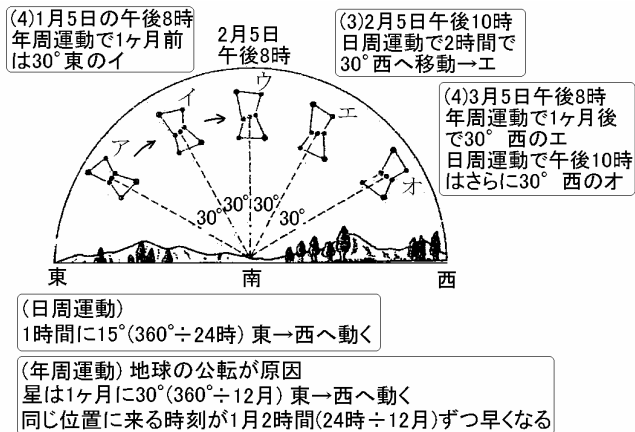 (4)1月5日の午後8時
年周運動で1ヶ月前
は30°東のイ
2月5日
午後8時
(3)2月5日午後10時
日周運動で2時間で
30°西へ移動→エ
(4)3月5日午後8時
年周運動で1ヶ月後
で30° 西のエ
日周運動で午後10時
はさらに30° 西のオ
ア
イ
ウ
エ
オ
30°
30°
30°
30°
東
南
西
(日周運動)
1時間に15°(360°÷24時) 東→西へ動く
(年周運動) 地球の公転が原因
星は1ヶ月に30°(360°÷12月) 東→西へ動く
同じ位置に来る時刻が1月2時間(24時÷12月)ずつ早くなる